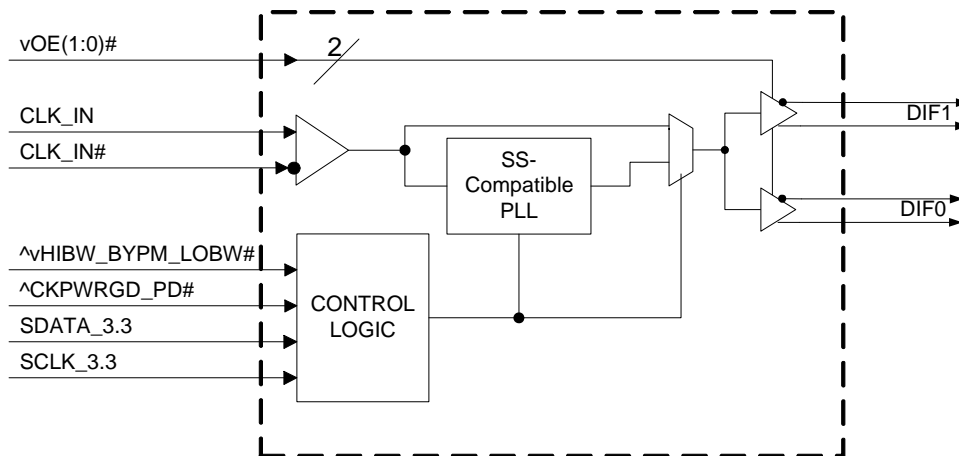 vOE(1:0)#
2
CLK_IN
CLK_IN#
SS-
Compatible
PLL
DIF1
DIF0
^vHIBW_BYPM_LOBW#
^CKPWRGD_PD#
SDATA_3.3
SCLK_3.3
CONTROL
LOGIC